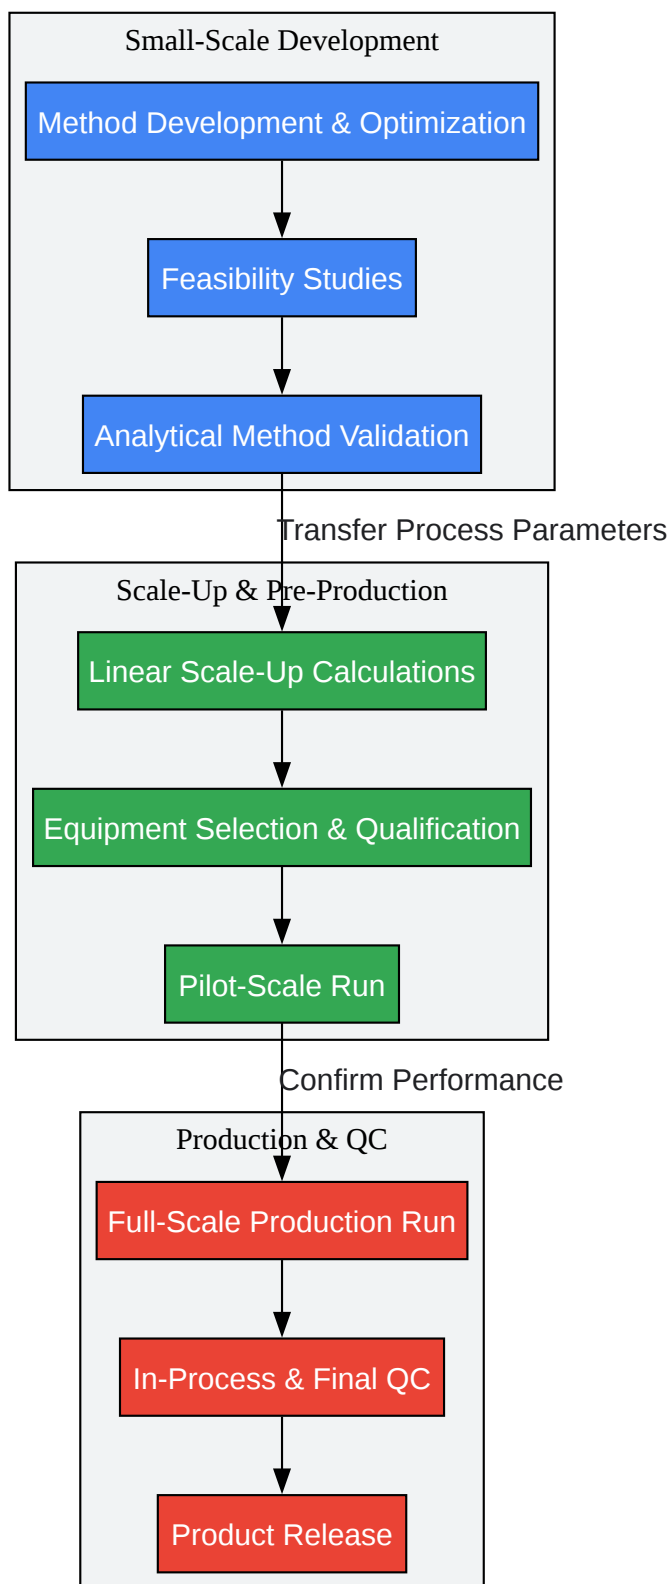 Small-Scale Development
Method Development & Optimization
Feasibility Studies
Analytical Method Validation
Transfer Process Parameters
Scale-Up & Pre-Production
Linear Scale-Up Calculations
Equipment Selection & Qualification
Pilot-Scale Run
Confirm Performance
Production & QC
Full-Scale Production Run
In-Process & Final QC
Product Release